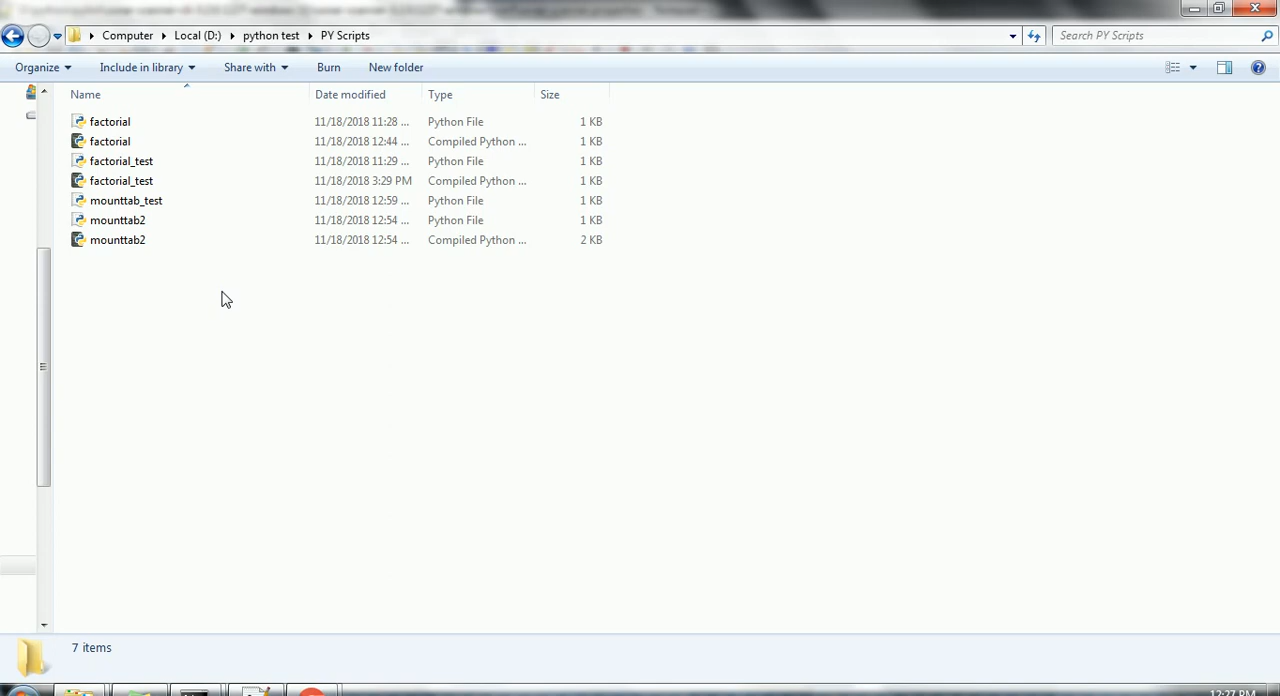 Computer Local (D:) python test PY Scripts Search PY Scripts
Organize Include in library Share with Burn New folder
Name Date modified Type Size
factorial 11/18/2018 11:28 ... Python File 1 KB
factorial 11/18/2018 12:44 ... Compiled Python ... 1 KB
factorial_test 11/18/2018 11:29 ... Python File 1 KB
factorial_test 11/18/2018 3:29 PM Compiled Python ... 1 KB
mounttab_test 11/18/2018 12:59 ... Python File 1 KB
mounttab2 11/18/2018 12:54 ... Python File 1 KB
mounttab2 11/18/2018 12:54 ... Compiled Python ... 2 KB
7 items
12:27 PM